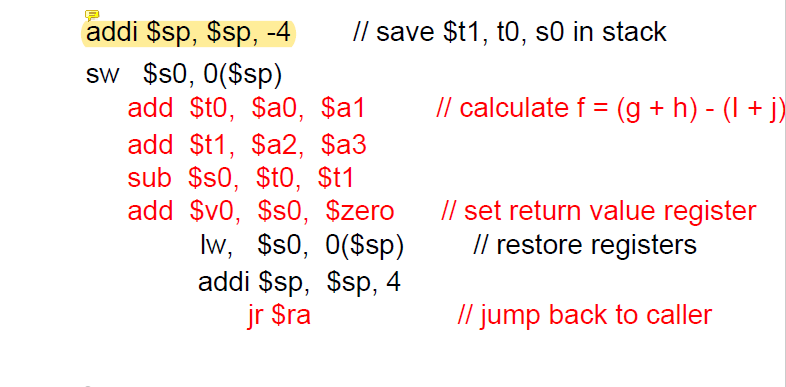 addi $sp, $sp, -4 // save $t1, t0, s0 in stack
sw $s0, 0($sp)
add $t0, $a0, $a1 // calculate f = (g + h) - (I + j)
add $t1, $a2, $a3
sub $s0, $t0, $t1
add $v0, $s0, $zero // set return value register
lw, $s0, 0($sp) // restore registers
addi $sp, $sp, 4
jr $ra // jump back to caller